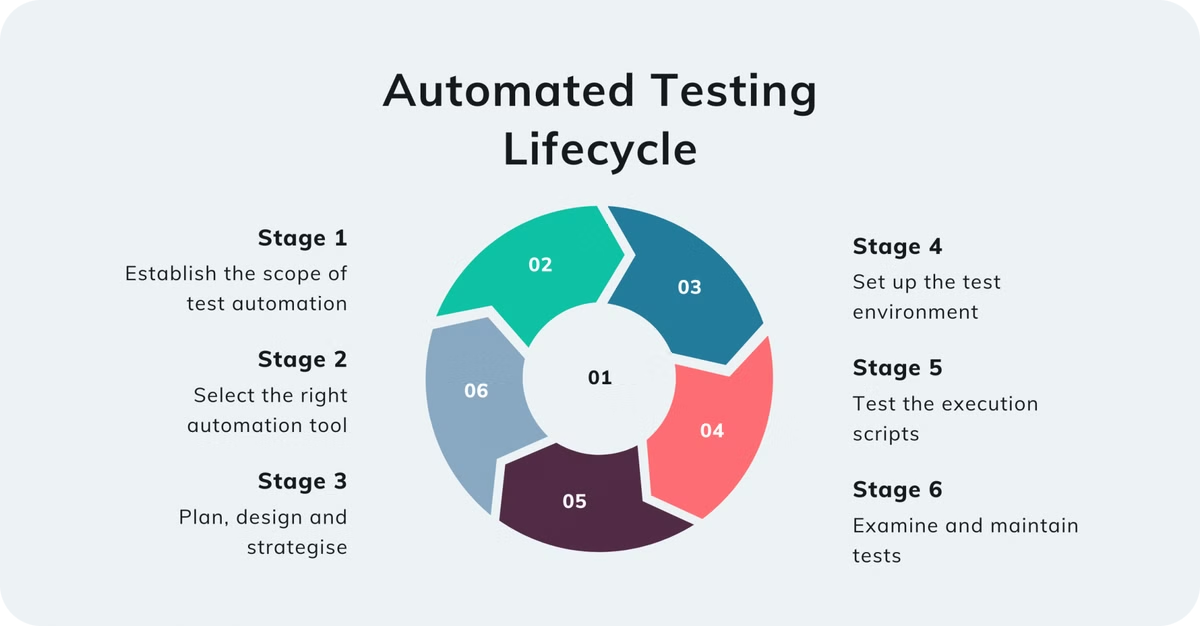 Automated Testing
Lifecycle
Stage 1
Establish the scope of
test automation
Stage 2
Select the right
automation tool
Stage 3
Plan, design and
strategise
02
03
01
06
04
05
Stage 4
Set up the test
environment
Stage 5
Test the execution
scripts
Stage 6
Examine and maintain
tests